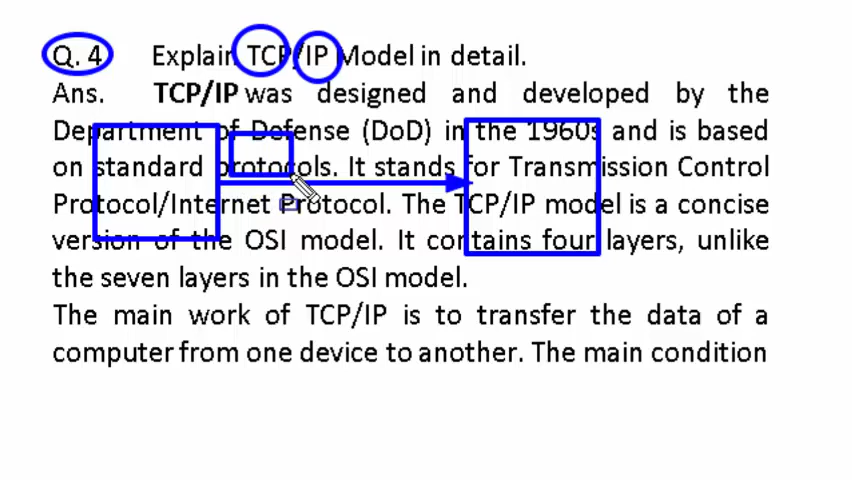 Q. 4 Explain TCP/IP Model in detail.
Ans. TCP/IP was designed and developed by the
Department of Defense (DoD) in the 1960s and is based
on standard protocols. It stands for Transmission Control
Protocol/Internet Protocol. The TCP/IP model is a concise
version of the OSI model. It contains four layers, unlike
the seven layers in the OSI model.
The main work of TCP/IP is to transfer the data of a
computer from one device to another. The main condition